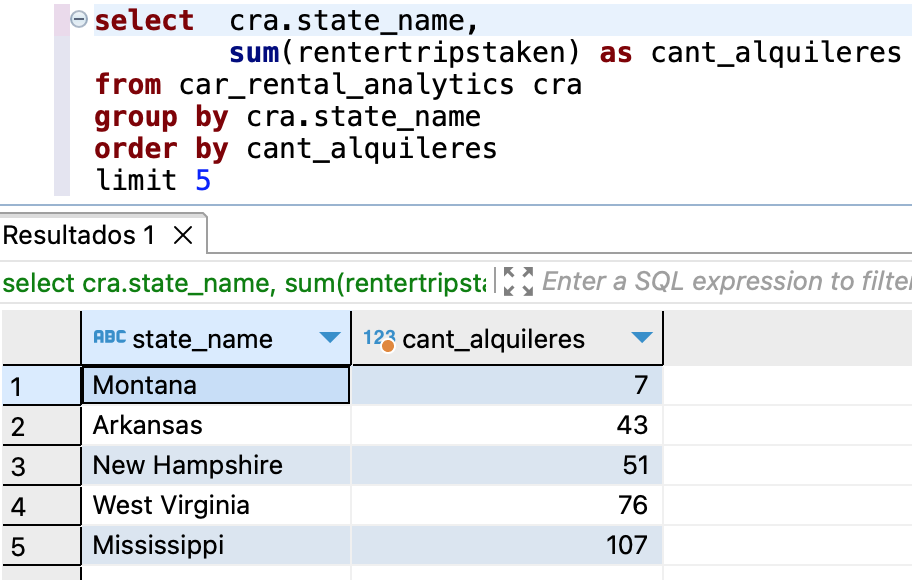 select  cra.state_name,
        sum(rentertripstaken) as cant_alquileres
from car_rental_analytics cra
group by cra.state_name
order by cant_alquileres
limit 5
Resultados 1
select cra.state_name, sum(rentertripst Enter a SQL expression to filter
ABC state_name 123 cant_alquileres
1 Montana 7
2 Arkansas 43
3 New Hampshire 51
4 West Virginia 76
5 Mississippi 107